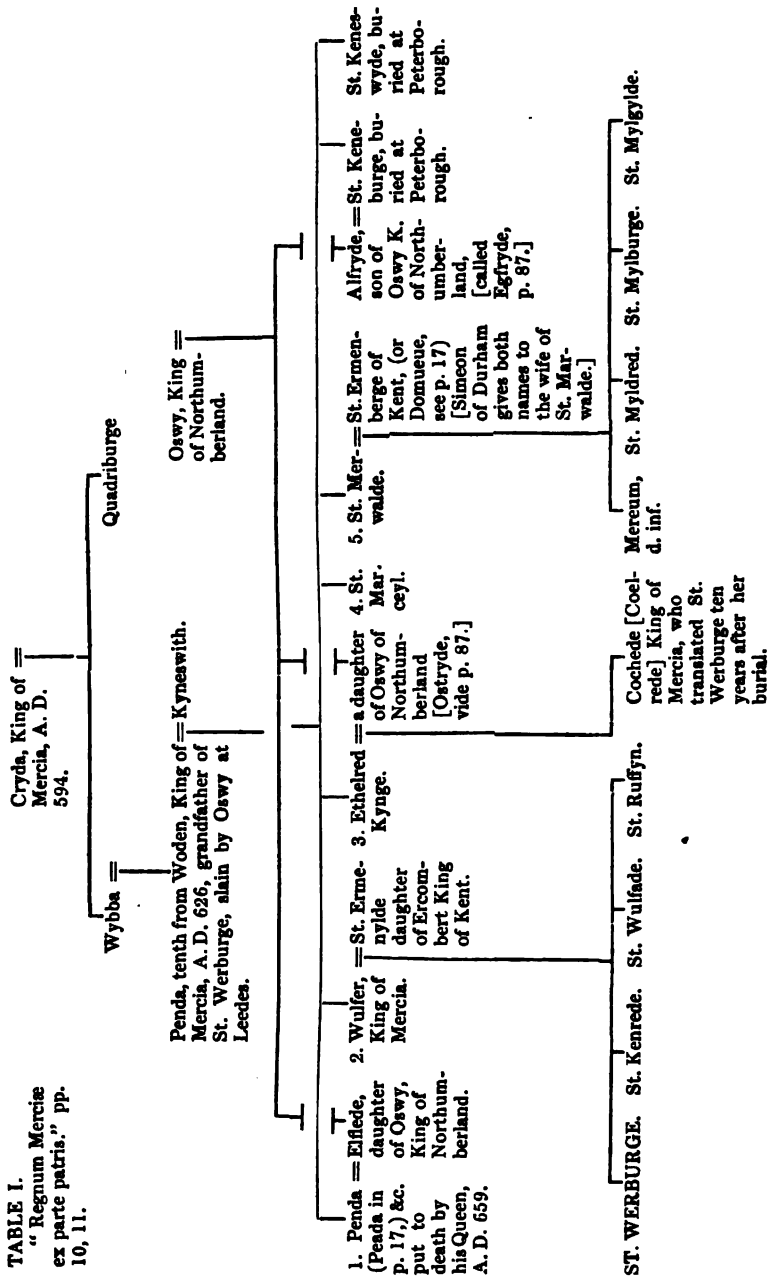 TABLE I.
" Regnum Merciæ
ex parte patris." pp.
10, 11.
Cryda, King of =
Mercia, A. D.
594.
Wybba =
Quadriburge
Penda, tenth from Woden, King of = Kyneswith.
Mercia, A. D. 626, grandfather of
St. Werburge, slain by Oswy at
Leedes.
Oswy, King =
of Northum-
berland.
1. Penda
(Peada in
p. 17,) &c.
put to
death by
his Queen,
A. D. 659.
= Elflede,
daughter
of Oswy,
King of
Northum-
berland.
2. Wulfer,
King of
Mercia.
= St. Erme-
nylde
daughter
of Ercom-
bert King
of Kent.
3. Ethelred
Kynge.
= a daughter
of Oswy of
Northum-
berland
[Ostryde,
vide p. 87.]
4. St.
Mar-
ceyl.
5. St. Mer-
walde.
= St. Ermen-
berge of
Kent, (or
Domueue,
see p. 17)
[Simeon
of Durham
gives both
names to
the wife of
St. Mar-
walde.]
Alfryde,
son of
Oswy K.
of North-
umber-
land,
[called
Egfryde,
p. 87.]
= St. Kene-
burge, bu-
ried at
Peterbo-
rough.
St. Kenes-
wyde, bu-
ried at
Peterbo-
rough.
ST. WERBURGE.
St. Kenrede.
St. Wulfade.
St. Ruffyn.
Cochede [Coel-
rede] King of
Mercia, who
translated St.
Werburge ten
years after her
burial.
Mereum,
d. inf.
St. Myldred.
St. Mylburge.
St. Mylgylde.